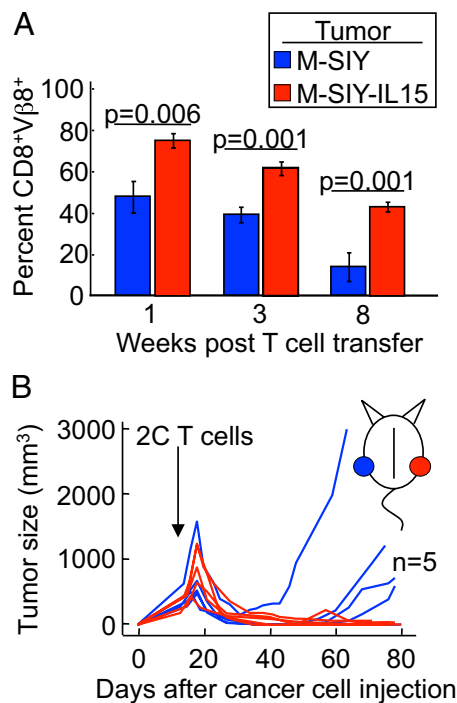 A
Tumor
M-SIY
M-SIY-IL15
Percent CD8⁺Vβ8⁺
100
80
60
40
20
0
p=0.006
p=0.001
p=0.001
1 3 8
Weeks post T cell transfer
B
Tumor size (mm³)
3000
2000
1000
0
2C T cells
n=5
0 20 40 60 80
Days after cancer cell injection